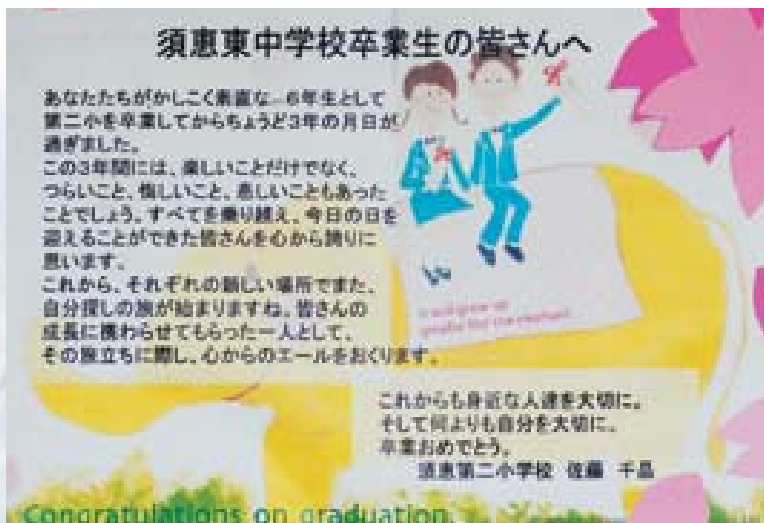 須恵東中学校卒業生の皆さんへ
あなたたちがかしこく素直な…6年生として
第二小を卒業してからちょうど3年の月日が
過ぎました。
この3年間には、楽しいことだけでなく、
つらいこと、悔しいこと、悲しいこともあった
ことでしょう。すべてを乗り越え、今日の日を
迎えることができた皆さんを心から誇りに
思います。
これから、それぞれの新しい場所でまた、
自分探しの旅が始まりますね。皆さんの
成長に携わらせてもらった一人として、
その旅立ちに際し、心からのエールをおくります。
これからも身近な人達を大切に。
そして何よりも自分を大切に。
卒業おめでとう。
須恵第二小学校 佐藤 千晶
Congratulations on graduation.